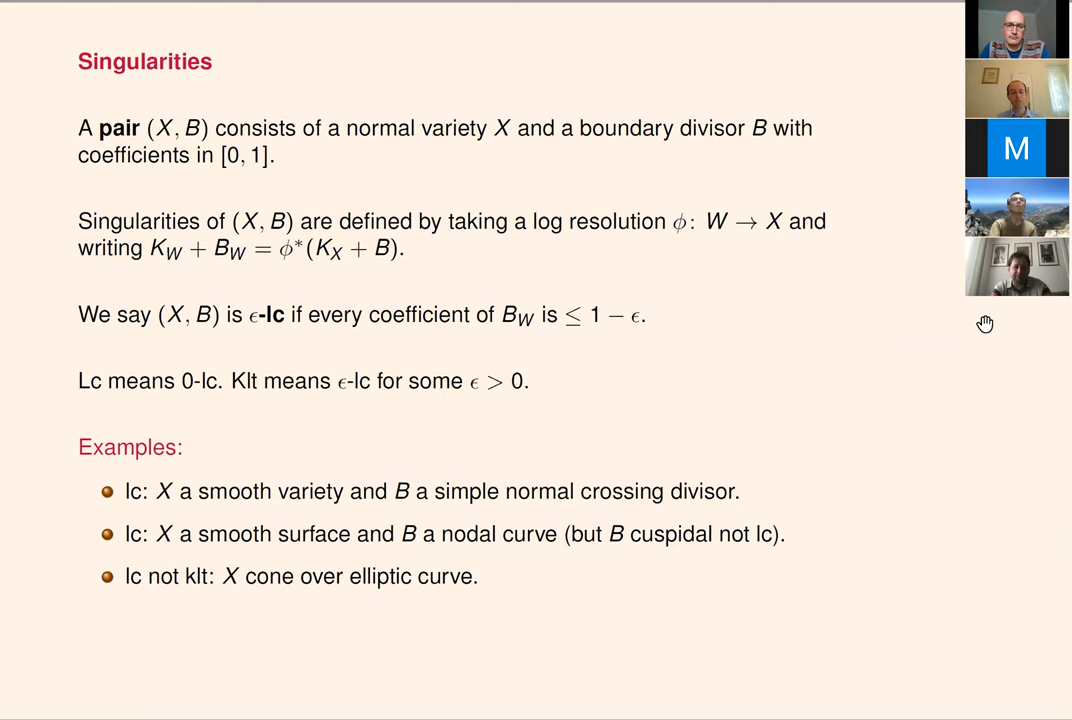 Singularities
A pair (X, B) consists of a normal variety X and a boundary divisor B with
coefficients in [0, 1].
Singularities of (X, B) are defined by taking a log resolution ϕ: W → X and
writing K_W + B_W = ϕ*(K_X + B).
We say (X, B) is ϵ-lc if every coefficient of B_W is ≤ 1 − ϵ.
Lc means 0-lc. Klt means ϵ-lc for some ϵ > 0.
Examples:
lc: X a smooth variety and B a simple normal crossing divisor.
lc: X a smooth surface and B a nodal curve (but B cuspidal not lc).
lc not klt: X cone over elliptic curve.
M